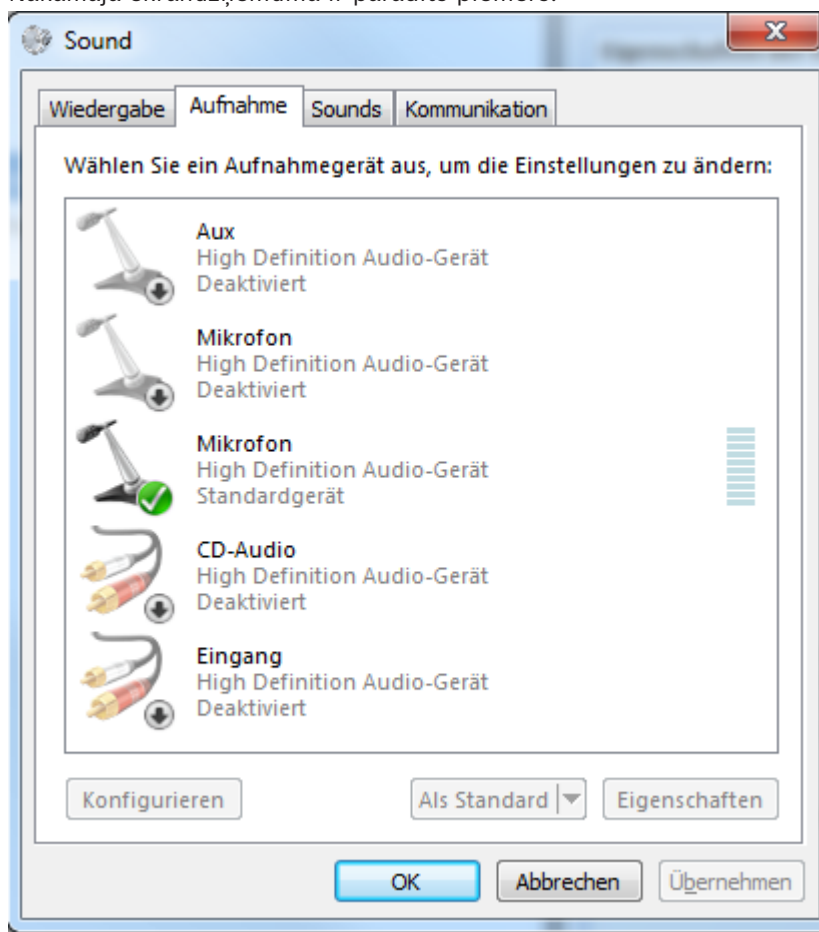 Sound
Wiedergabe Aufnahme Sounds Kommunikation
Wählen Sie ein Aufnahmegerät aus, um die Einstellungen zu ändern:
Aux
High Definition Audio-Gerät
Deaktiviert
Mikrofon
High Definition Audio-Gerät
Deaktiviert
Mikrofon
High Definition Audio-Gerät
Standardgerät
CD-Audio
High Definition Audio-Gerät
Deaktiviert
Eingang
High Definition Audio-Gerät
Deaktiviert
Konfigurieren Als Standard Eigenschaften
OK Abbrechen Übernehmen